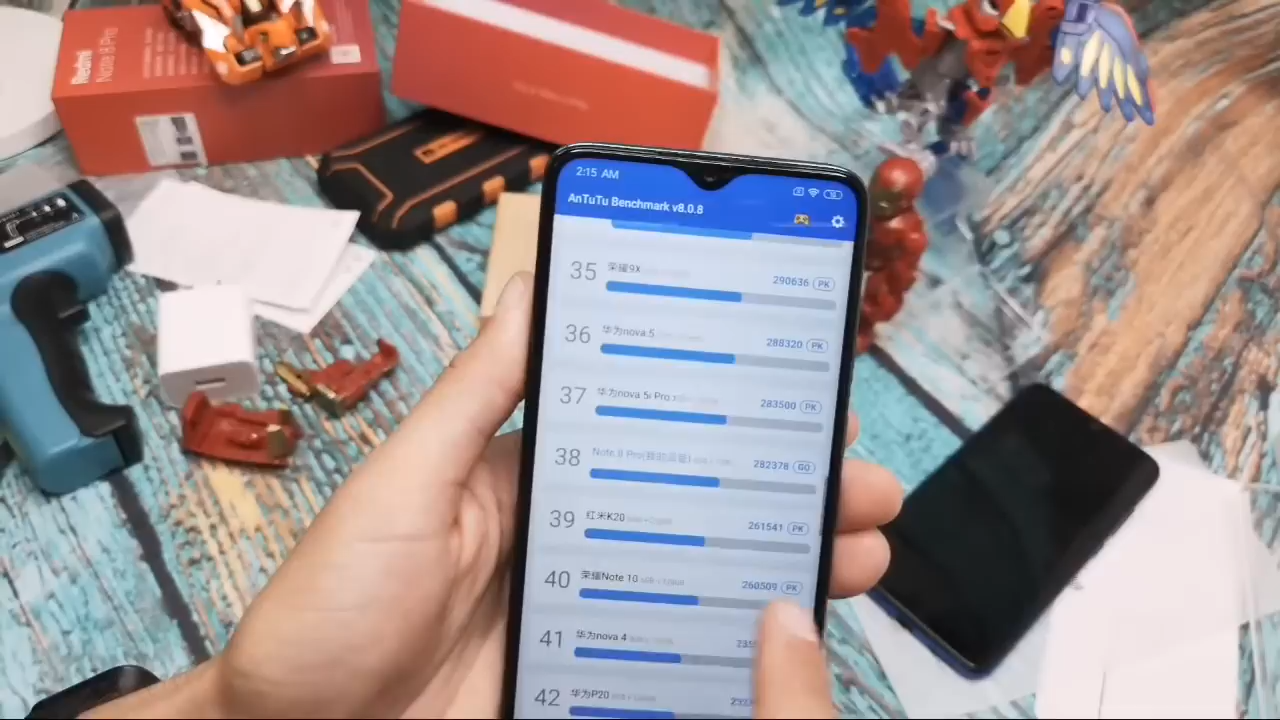 Redmi
Note 8 Pro
2:15 AM
AnTuTu Benchmark v8.0.8
35 荣耀9X 290636 PK
36 华为nova 5 288320 PK
37 华为nova 5i Pro 283500 PK
38 Note 8 Pro(我的设备) 282378 GO
39 红米K20 261541 PK
40 荣耀Note 10 260509 PK
41 华为nova 4
42 华为P20